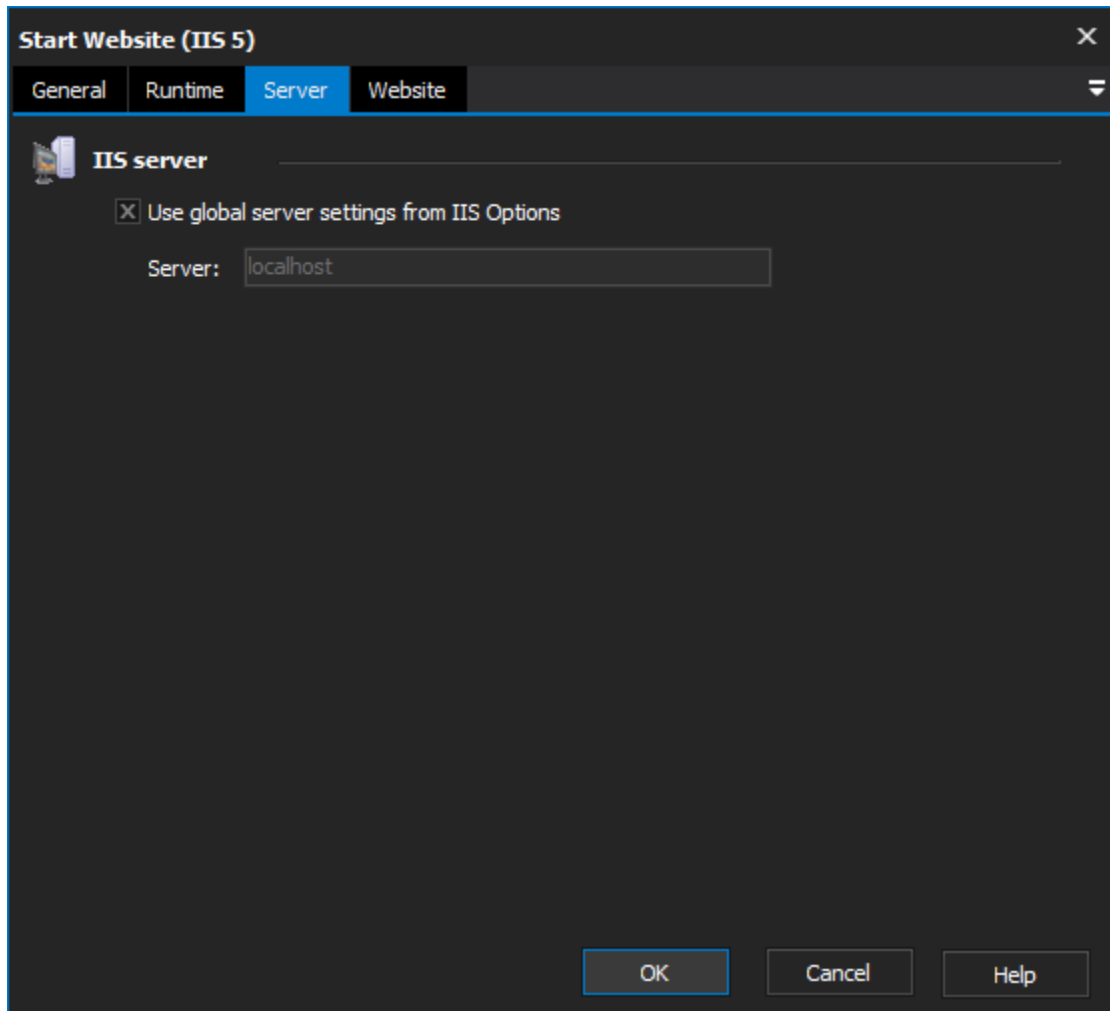 Start Website (IIS 5)
General Runtime Server Website
IIS server
Use global server settings from IIS Options
Server: localhost
OK Cancel Help